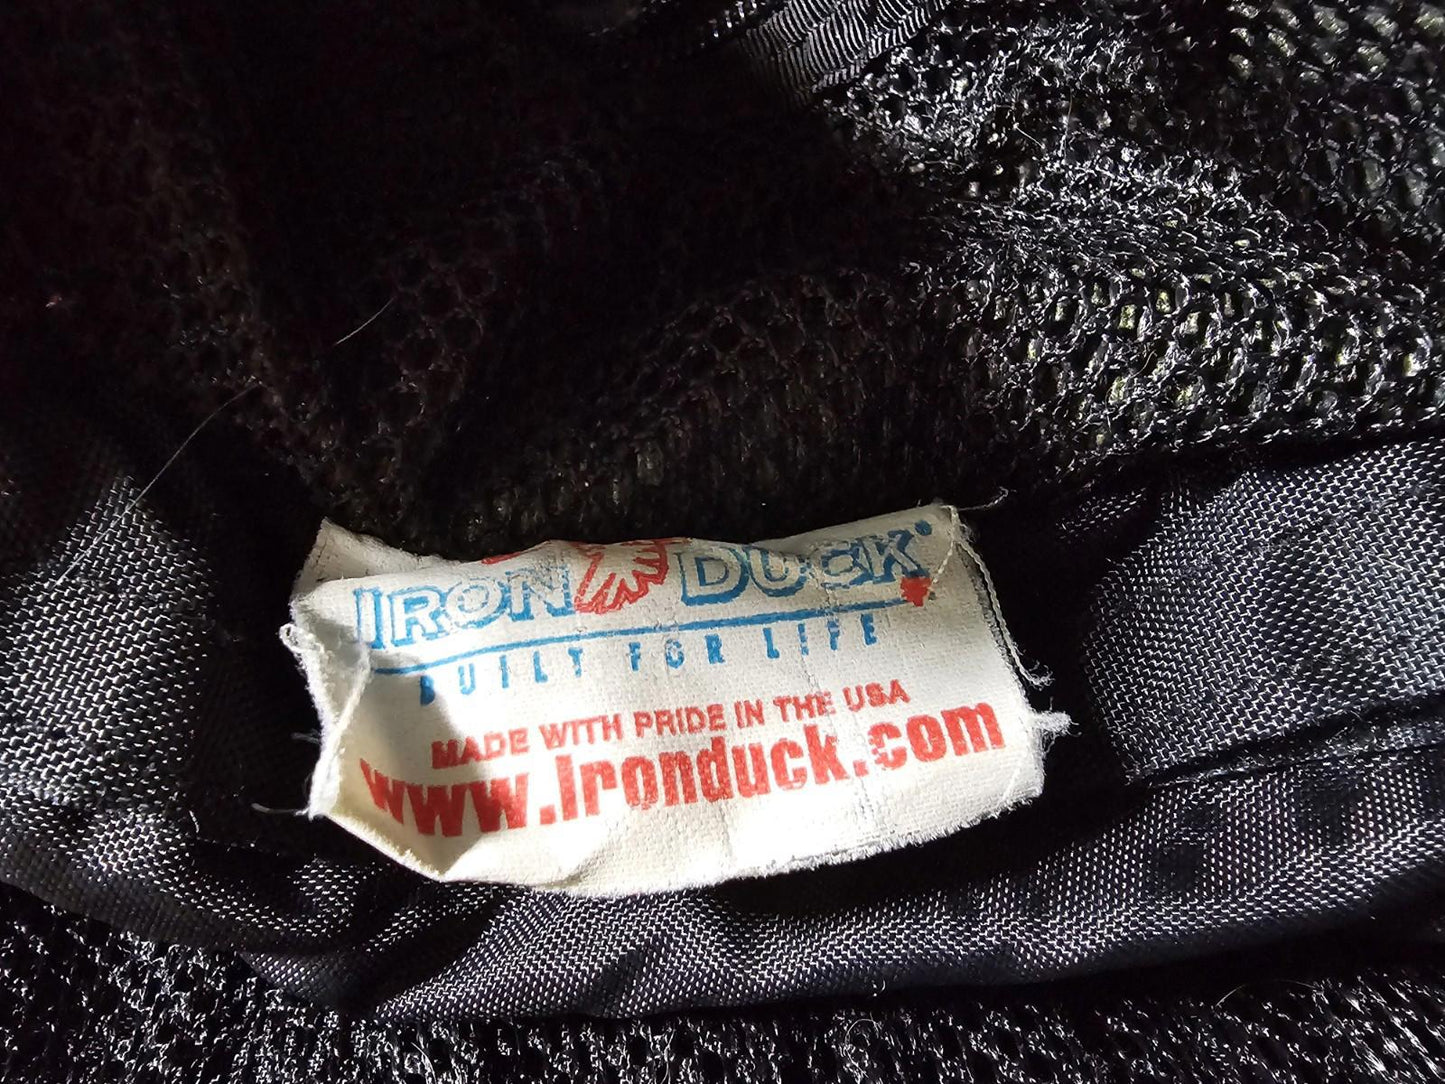 IRON DUCK®
BUILT FOR LIFE
MADE WITH PRIDE IN THE USA
www.Ironduck.com